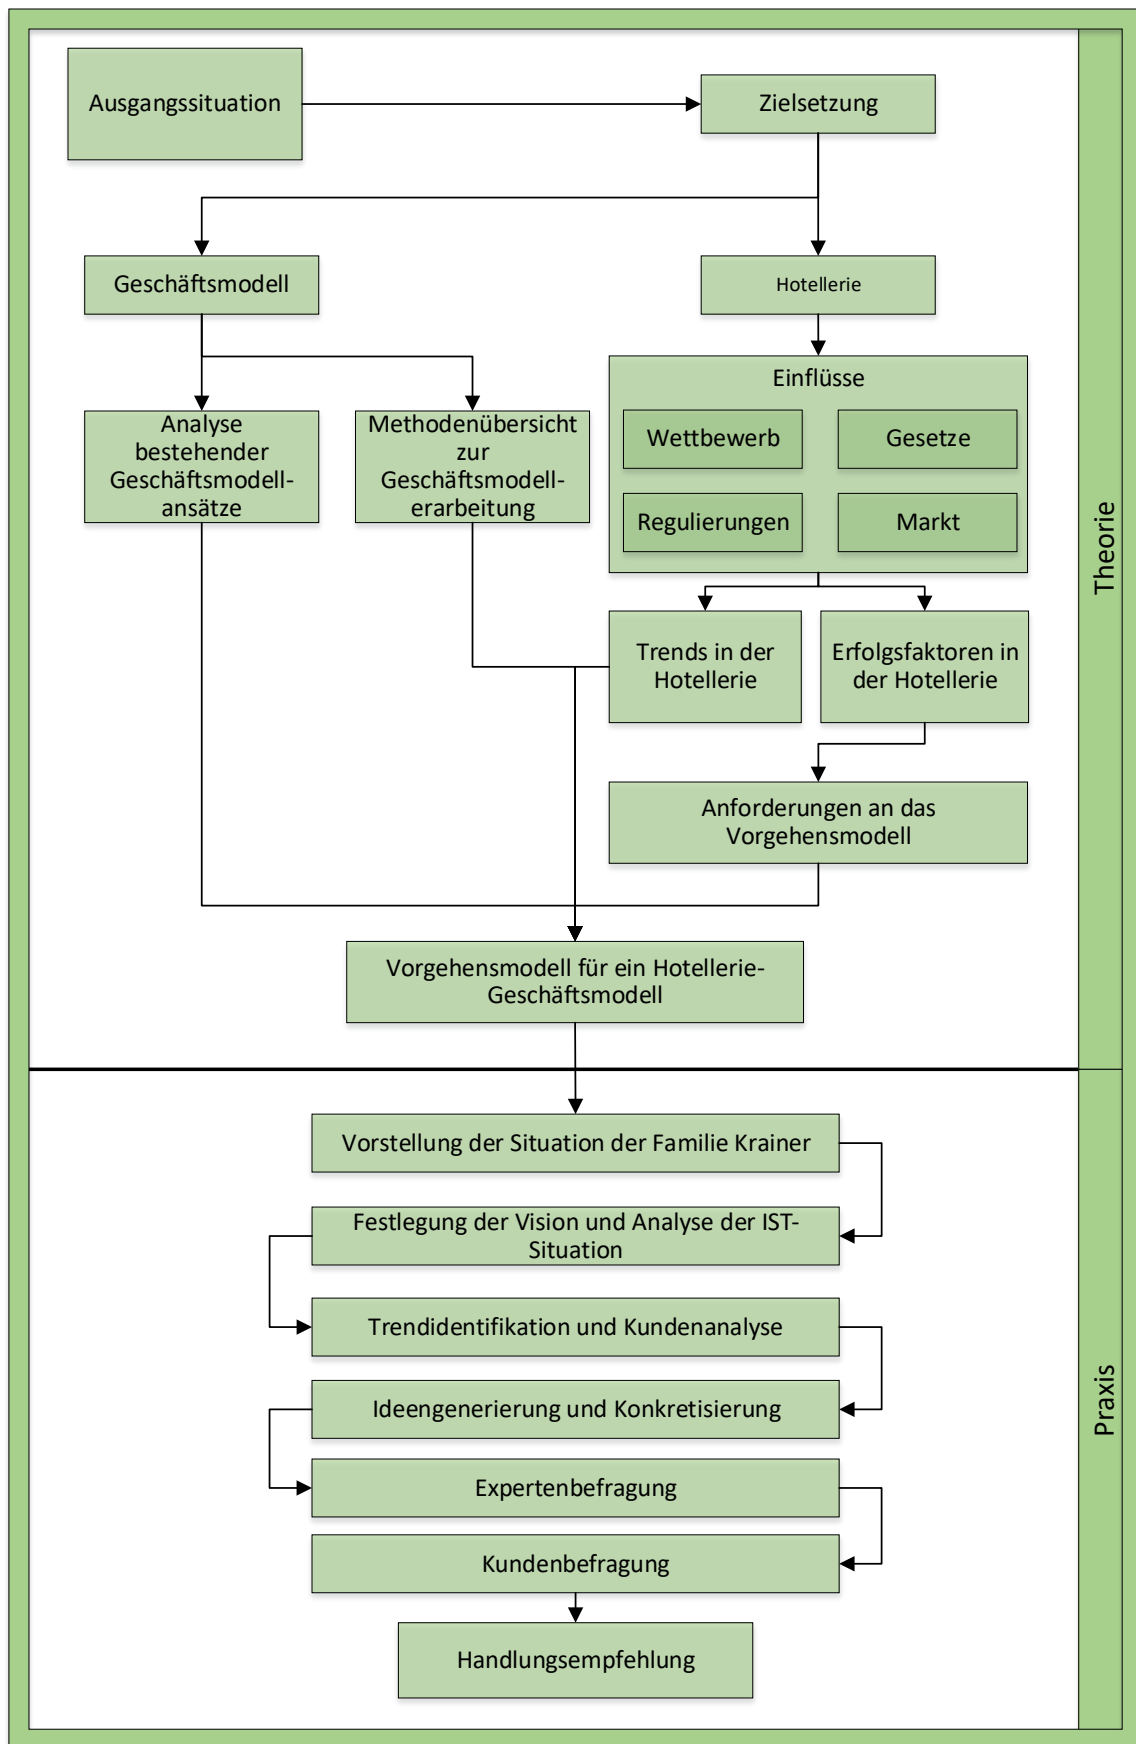 Ausgangssituation
Zielsetzung
Geschäftsmodell
Hotellerie
Einflüsse
Wettbewerb
Gesetze
Regulierungen
Markt
Analyse
bestehender
Geschäftsmodell-
ansätze
Methodenübersicht
zur
Geschäftsmodell-
erarbeitung
Trends in der
Hotellerie
Erfolgsfaktoren in
der Hotellerie
Anforderungen an das
Vorgehensmodell
Vorgehensmodell für ein Hotellerie-
Geschäftsmodell
Theorie
Vorstellung der Situation der Familie Krainer
Festlegung der Vision und Analyse der IST-
Situation
Trendidentifikation und Kundenanalyse
Ideengenerierung und Konkretisierung
Expertenbefragung
Kundenbefragung
Handlungsempfehlung
Praxis